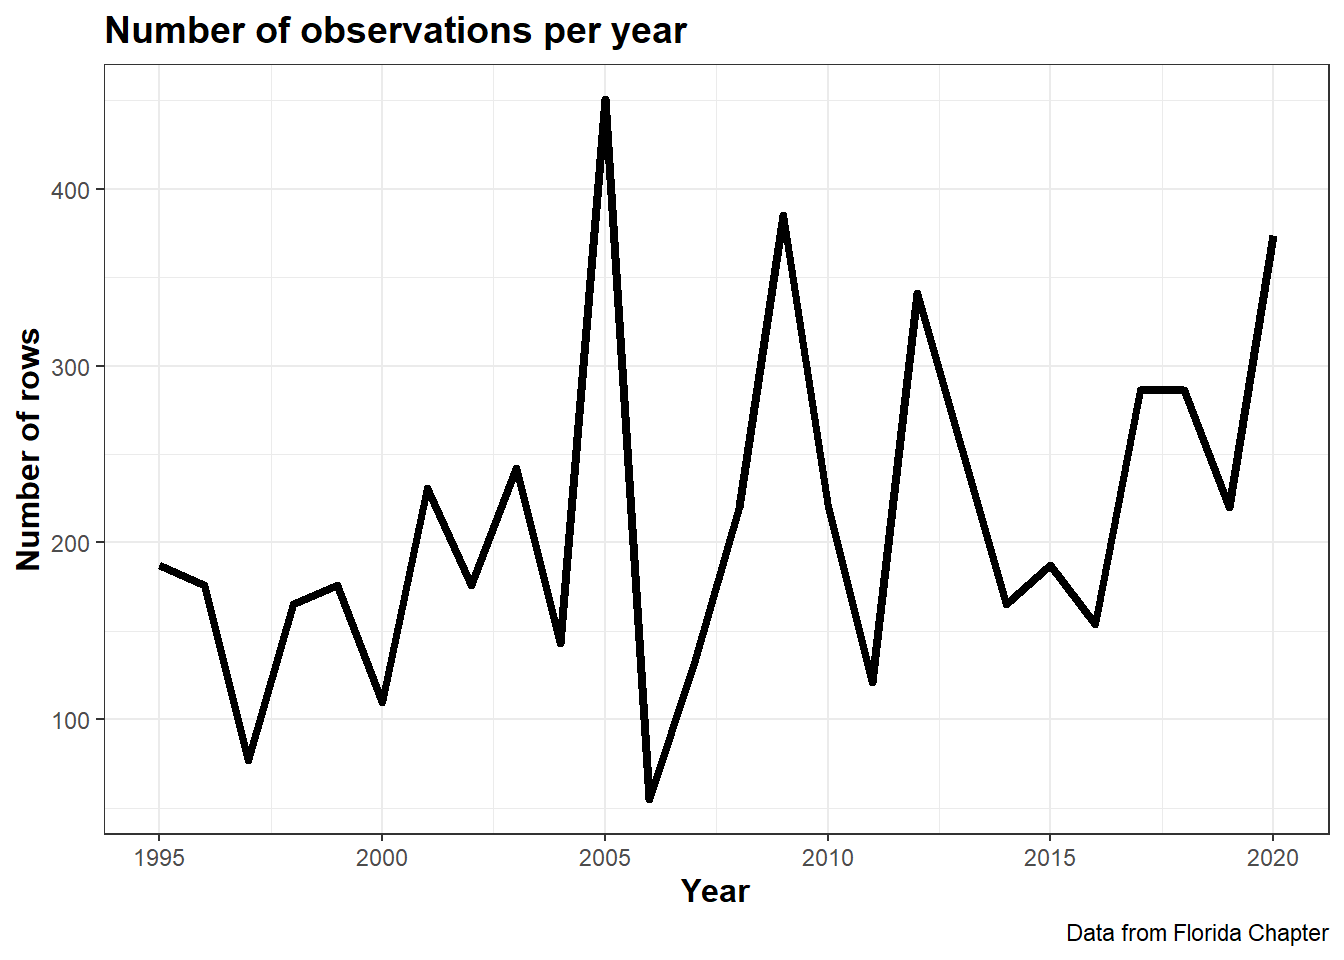 Number of observations per year
Number of rows
400
300
200
100
1995 2000 2005 2010 2015 2020
Year
Data from Florida Chapter